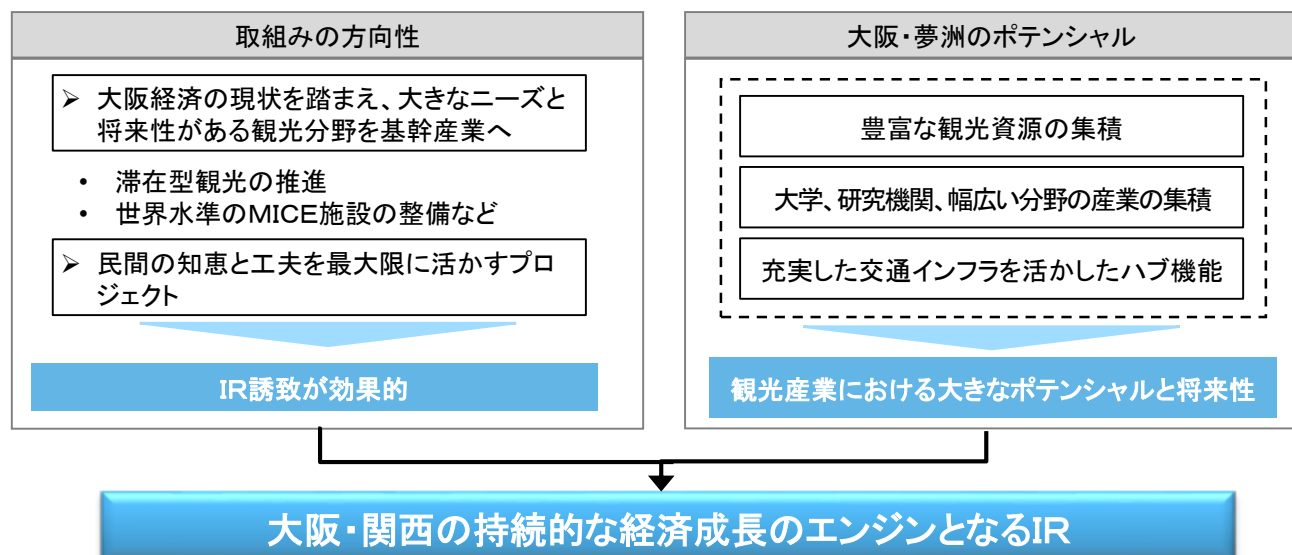 取組みの方向性
➢ 大阪経済の現状を踏まえ、大きなニーズと
将来性がある観光分野を基幹産業へ
• 滞在型観光の推進
• 世界水準のMICE施設の整備など
➢ 民間の知恵と工夫を最大限に活かすプロ
ジェクト
IR誘致が効果的
大阪・夢洲のポテンシャル
豊富な観光資源の集積
大学、研究機関、幅広い分野の産業の集積
充実した交通インフラを活かしたハブ機能
観光産業における大きなポテンシャルと将来性
大阪・関西の持続的な経済成長のエンジンとなるIR